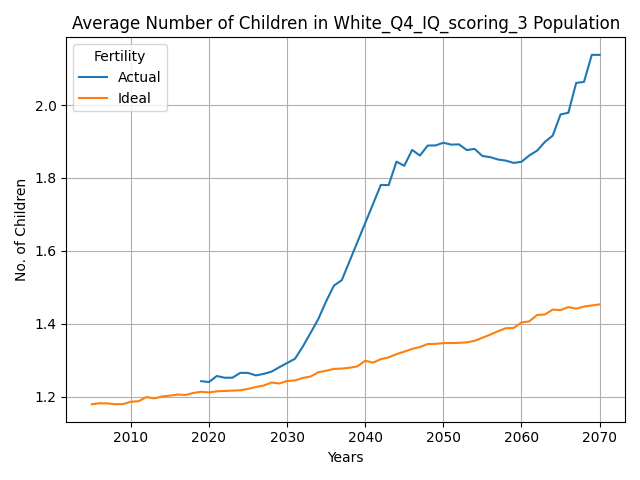 Average Number of Children in White_Q4_IQ_scoring_3 Population
Fertility
Actual
Ideal
No. of Children
2.0
1.8
1.6
1.4
1.2
2010 2020 2030 2040 2050 2060 2070
Years